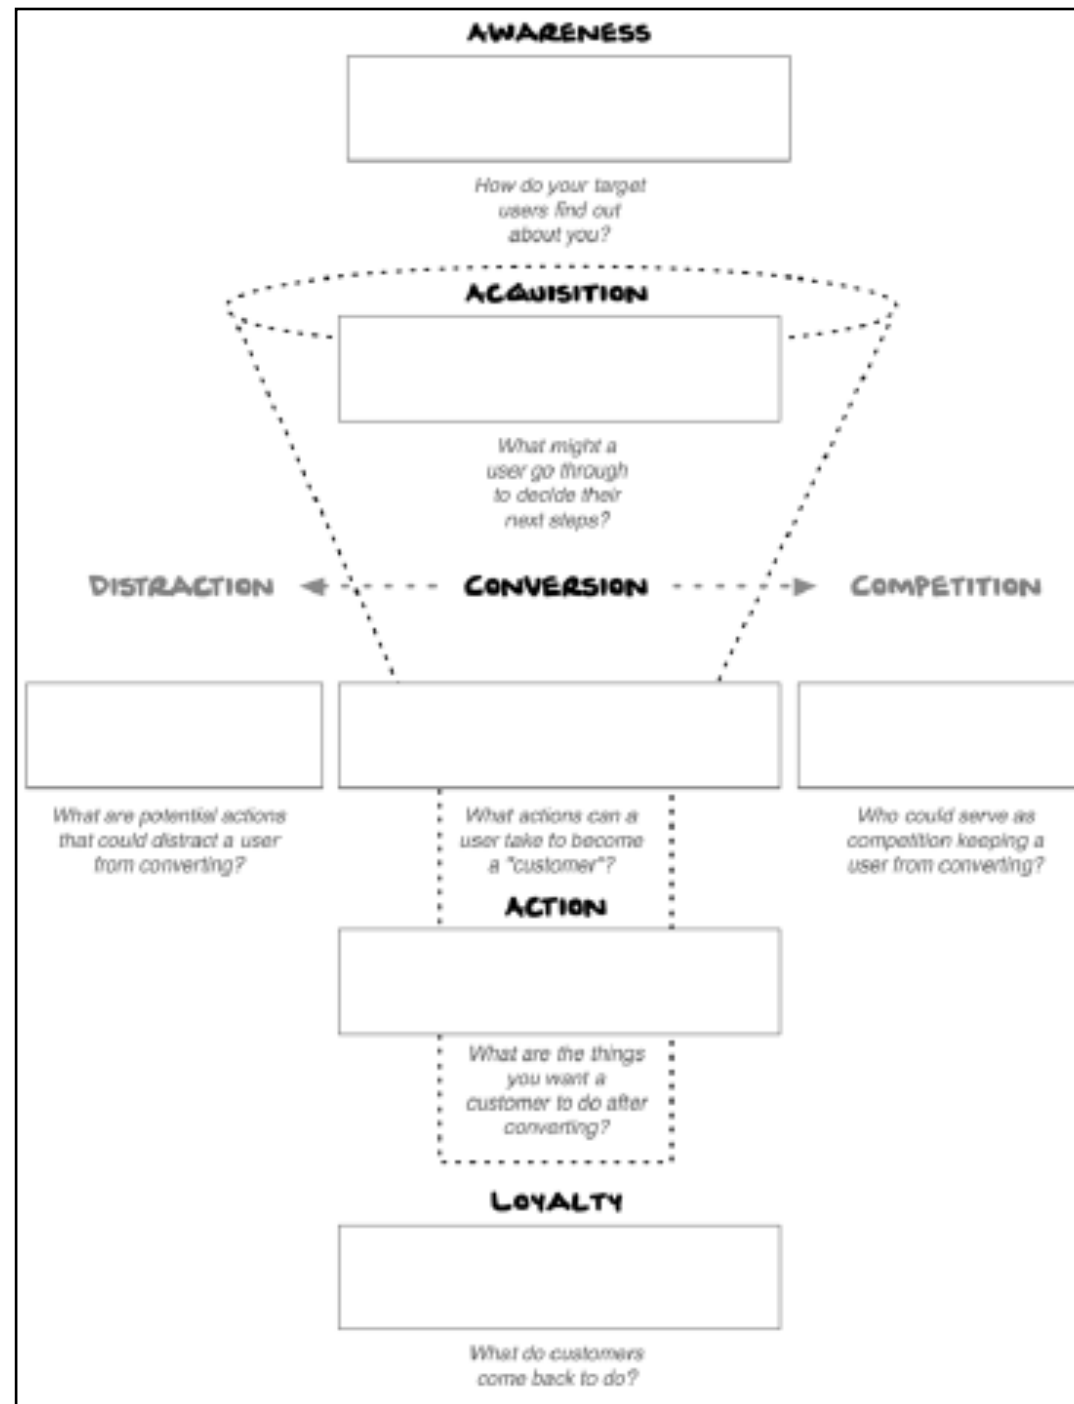 AWARENESS
How do your target
users find out
about you?
ACQUISITION
What might a
user go through
to decide their
next steps?
DISTRACTION
CONVERSION
COMPETITION
What are potential actions
that could distract a user
from converting?
What actions can a
user take to become
a "customer"?
Who could serve as
competition keeping a
user from converting?
ACTION
What are the things
you want a
customer to do after
converting?
LOYALTY
What do customers
come back to do?